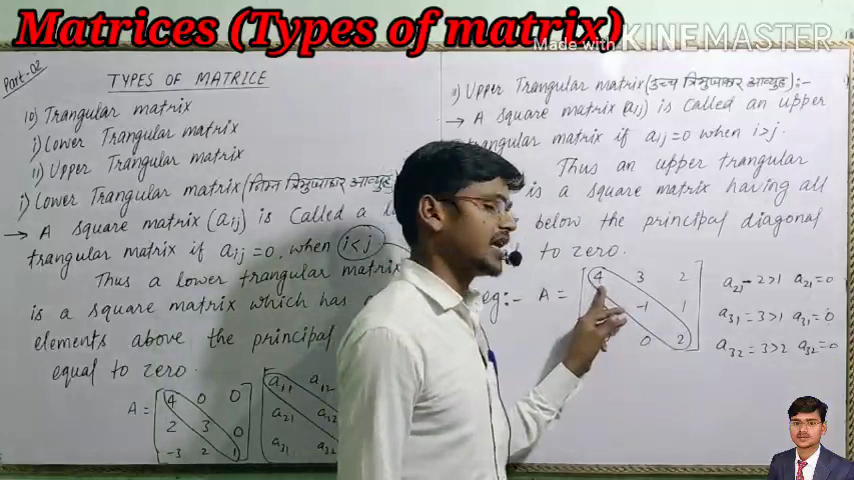 Matrices (Types of matrix)
Made with KINEMASTER
Part-02
TYPES OF MATRICE
10) Trangular matrix
i) Lower Trangular matrix
ii) Upper Trangular matrix
i) Lower Trangular matrix (निम्न त्रिभुजाकार आव्यूह)
→ A square matrix (aij) is Called a
trangular matrix if aij=0, when i<j
Thus a lower trangular matrix
is a square matrix which has
elements above the principal
equal to zero.
A = [4 0 0
2 3 0
-3 2 1]
a11 a12
a21
a31
ii) Upper Trangular matrix (उच्च त्रिभुजाकार आव्यूह) :-
→ A square matrix (aij) is called an upper
trangular matrix if aij=0 when i>j.
Thus an upper trangular
is a square matrix having all
below the principal diagonal
to zero.
eg:- A = [4 3 2
-1 1
0 2]
a21 - 2>1 a21=0
a31 = 3>1 a31=0
a32 = 3>2 a32=0